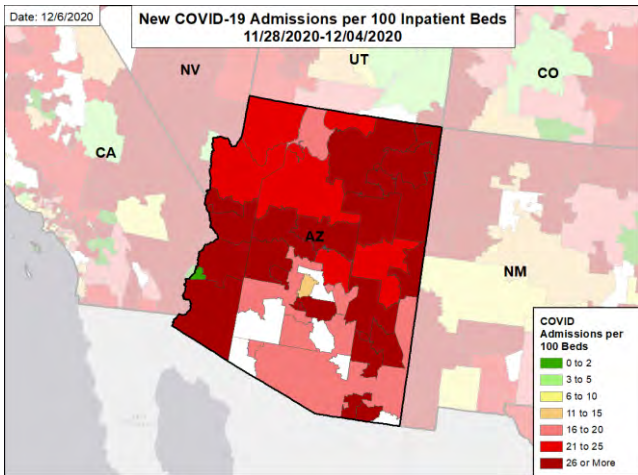 Date: 12/6/2020
New COVID-19 Admissions per 100 Inpatient Beds
11/28/2020-12/04/2020
NV
UT
CO
CA
AZ
NM
COVID
Admissions per
100 Beds
0 to 2
3 to 5
6 to 10
11 to 15
16 to 20
21 to 25
26 or More